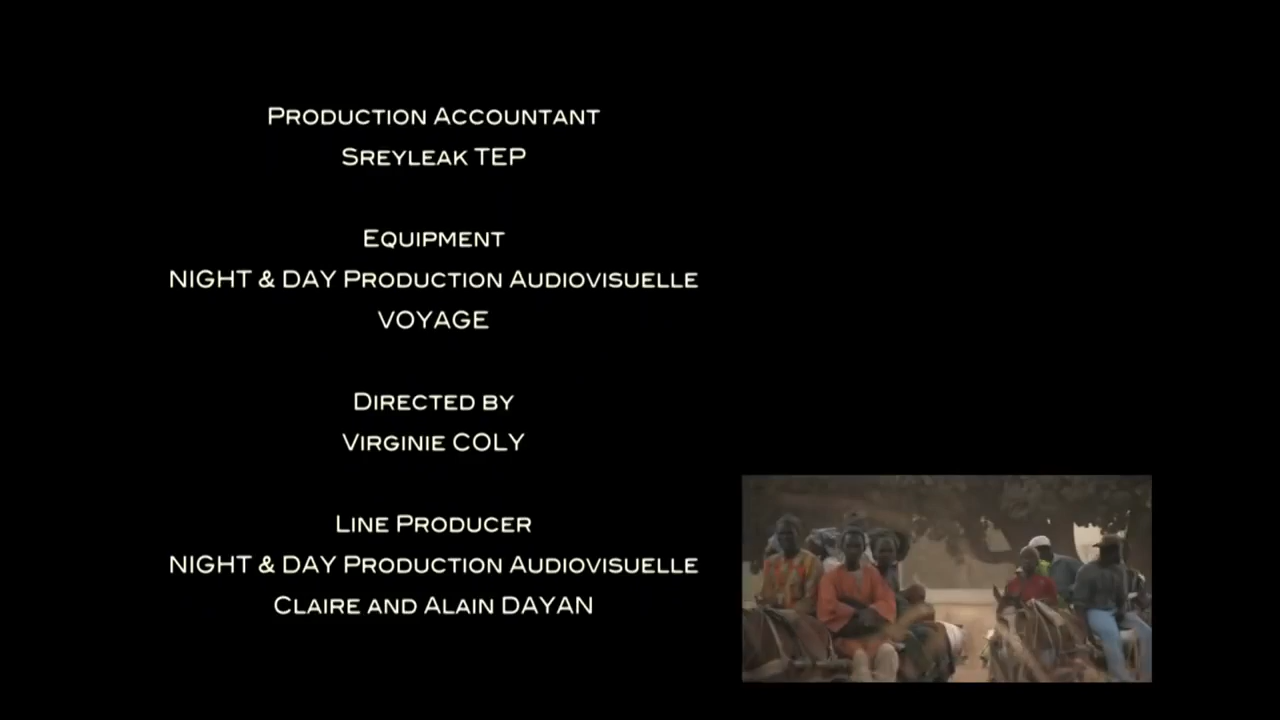 Production Accountant
Sreyleak TEP
Equipment
NIGHT & DAY Production Audiovisuelle
VOYAGE
Directed by
Virginie COLY
Line Producer
NIGHT & DAY Production Audiovisuelle
Claire and Alain DAYAN